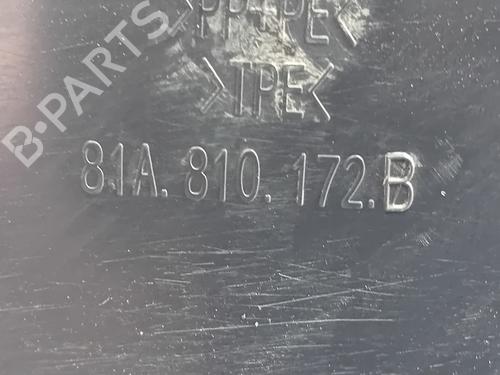 >PP+PE<
>TPE<
81A.810.172.B
B-PARTS